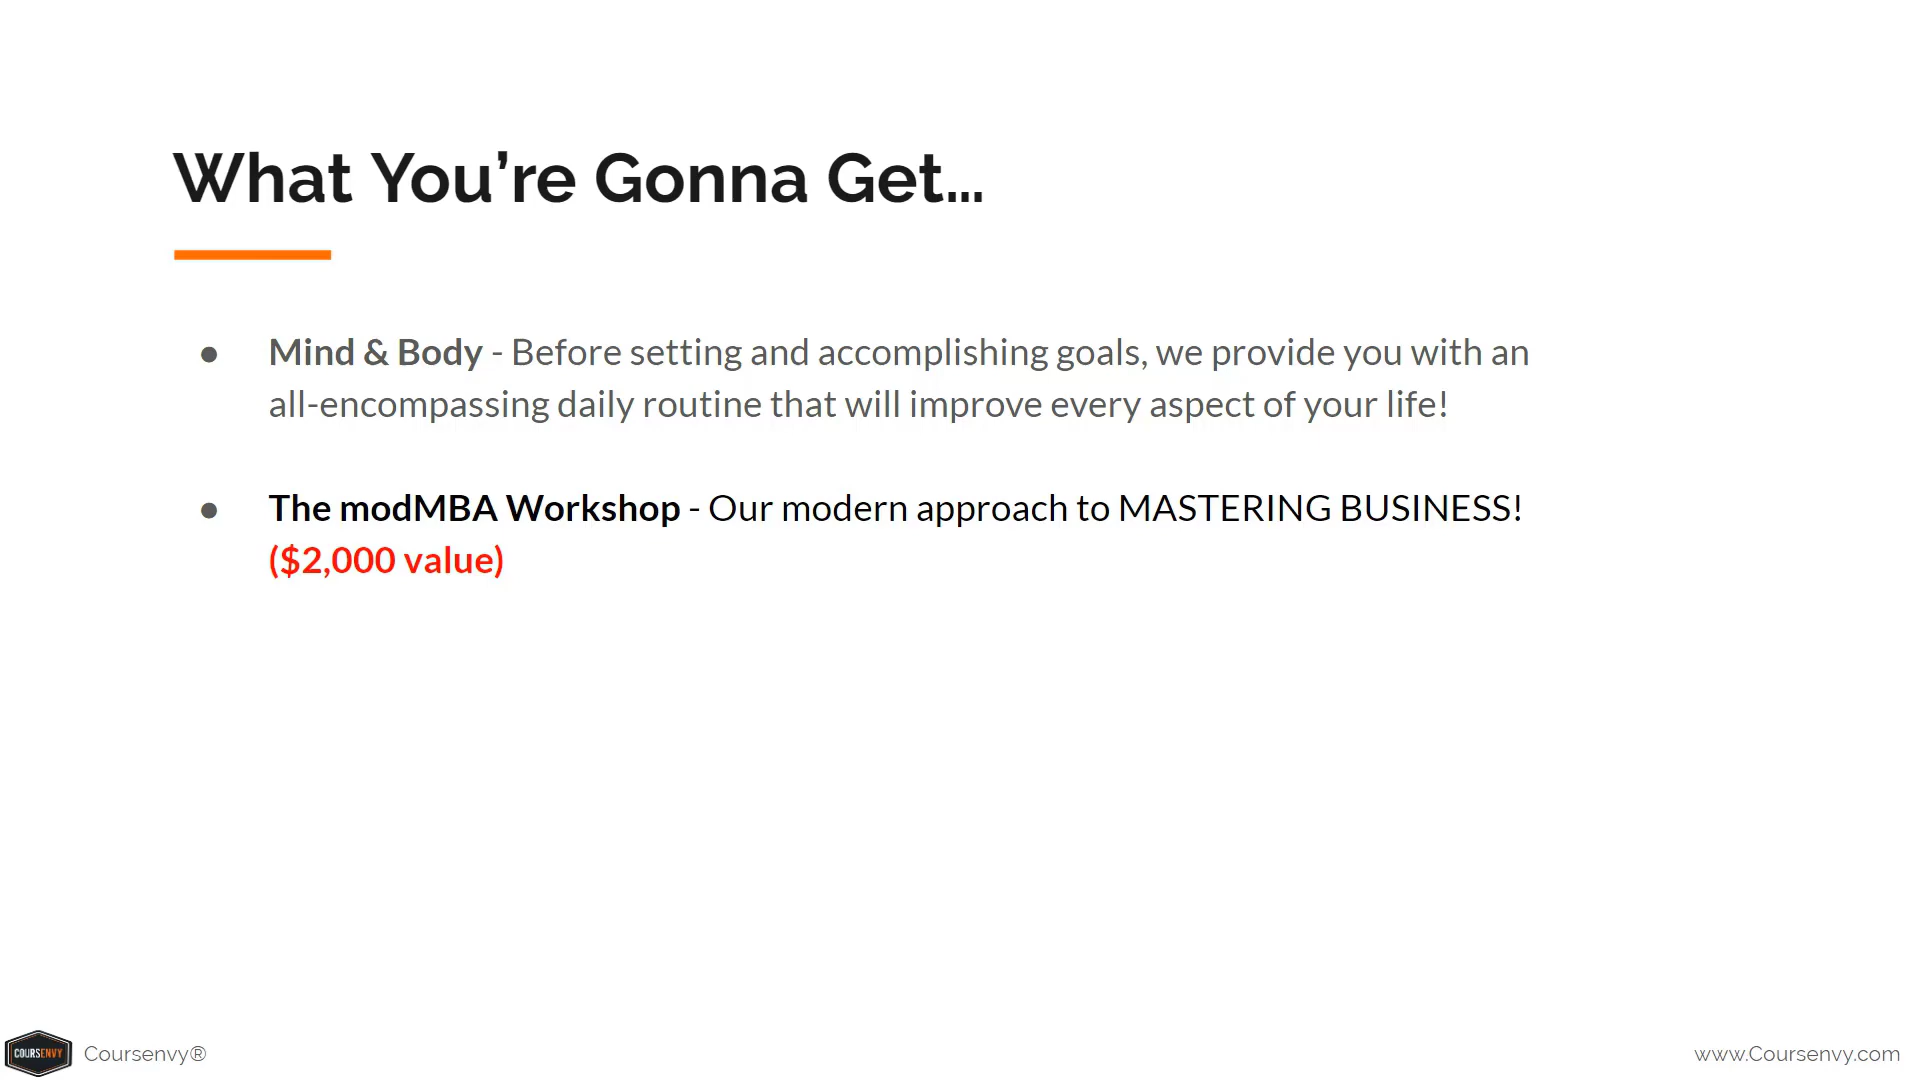 What You’re Gonna Get...
● Mind & Body - Before setting and accomplishing goals, we provide you with an
all-encompassing daily routine that will improve every aspect of your life!
● The modMBA Workshop - Our modern approach to MASTERING BUSINESS!
($2,000 value)
COURSENVY Coursenvy® www.Coursenvy.com